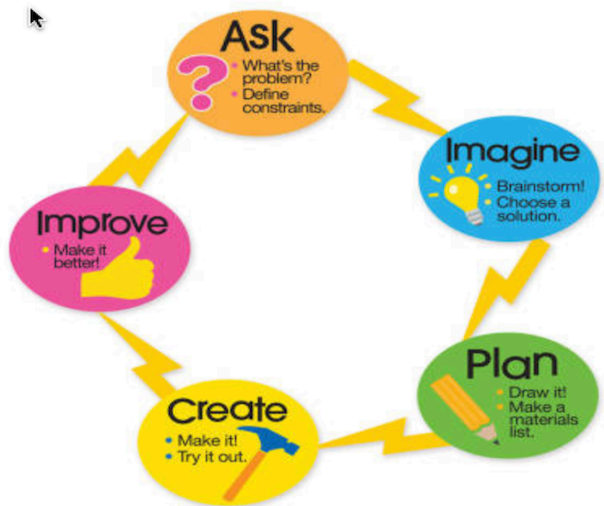 Ask
• What's the
problem?
• Define
constraints.
Imagine
• Brainstorm!
• Choose a
solution.
Plan
• Draw it!
• Make a
materials
list.
Create
• Make it!
• Try it out.
Improve
• Make it
better!